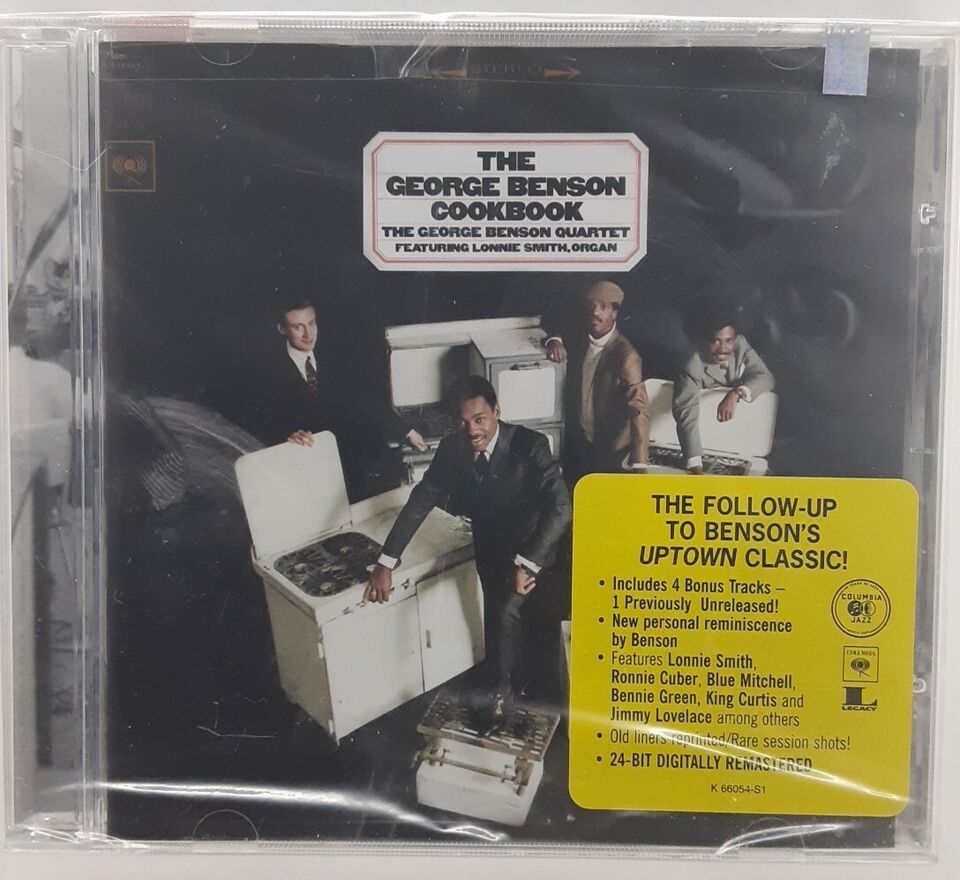 STEREO
THE
GEORGE BENSON
COOKBOOK
THE GEORGE BENSON QUARTET
FEATURING LONNIE SMITH, ORGAN
THE FOLLOW-UP
TO BENSON'S
UPTOWN CLASSIC!
• Includes 4 Bonus Tracks –
1 Previously Unreleased!
• New personal reminiscence
by Benson
• Features Lonnie Smith,
Ronnie Cuber, Blue Mitchell,
Bennie Green, King Curtis and
Jimmy Lovelace among others
• Old liners reprinted/Rare session shots!
• 24-BIT DIGITALLY REMASTERED
K 66054-S1
COLUMBIA
JAZZ
COLUMBIA
LEGACY